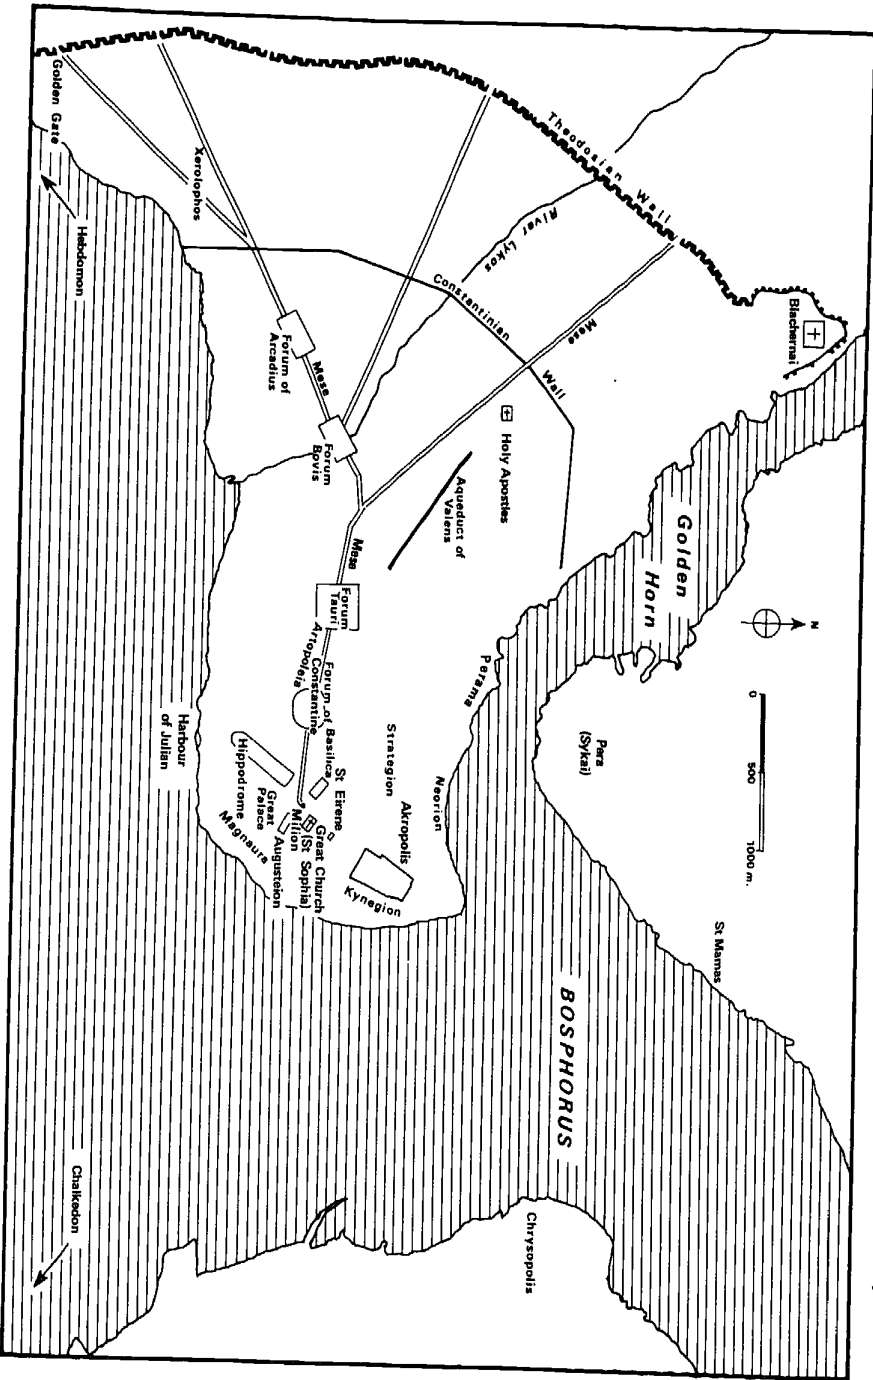 Theodosian Wall
River Lykos
Constantinian Wall
Mese
Blachernai
Golden Gate
Hebdomon
Xerolophos
Forum of
Arcadius
Mese
Forum
Bovis
Holy Apostles
Aqueduct of
Valens
Mese
Forum
Tauri
Artopoleia
Forum of
Constantine
Basilica
St Eirene
Great Church
(St Sophia)
Milion
Augusteion
Hippodrome
Great
Palace
Magnaura
Harbour
of Julian
Strategion
Akropolis
Kynegion
Perama
Neorion
Golden
Horn
N
0
500
1000 m.
Pera
(Sykai)
St Mamas
BOSPHORUS
Chrysopolis
Chalkedon